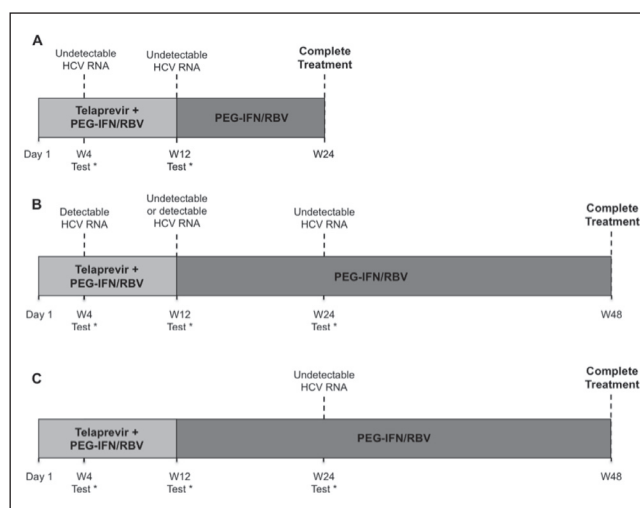 A
Undetectable
HCV RNA
Undetectable
HCV RNA
Complete
Treatment
Telaprevir +
PEG-IFN/RBV
PEG-IFN/RBV
Day 1
W4
Test *
W12
Test *
W24
B
Detectable
HCV RNA
Undetectable
or detectable
HCV RNA
Undetectable
HCV RNA
Complete
Treatment
Telaprevir +
PEG-IFN/RBV
PEG-IFN/RBV
Day 1
W4
Test *
W12
Test *
W24
Test *
W48
C
Undetectable
HCV RNA
Complete
Treatment
Telaprevir +
PEG-IFN/RBV
PEG-IFN/RBV
Day 1
W4
Test *
W12
Test *
W24
Test *
W48